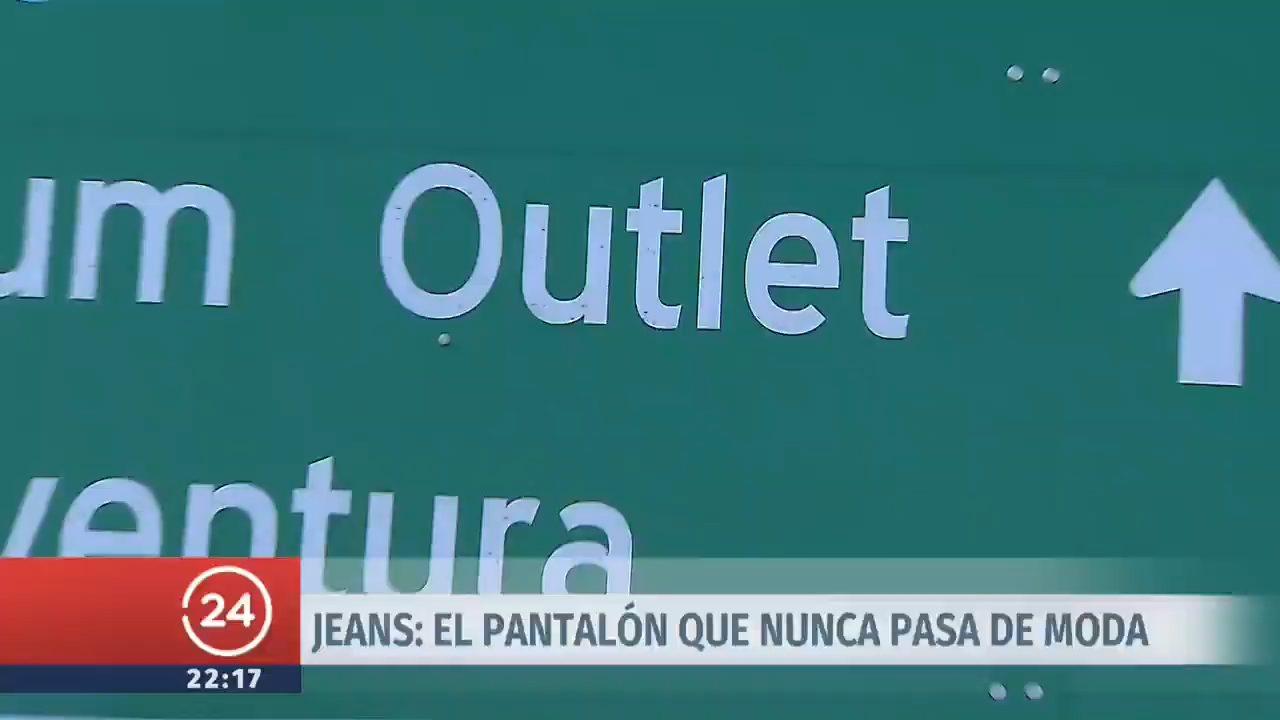 um Outlet
ventura
24
JEANS: EL PANTALÓN QUE NUNCA PASA DE MODA
22:17